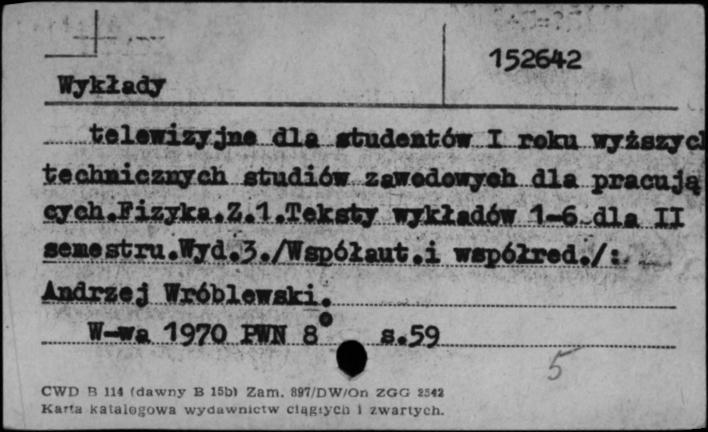 152642
Wykłady
telewizyjne dla studentów I roku wyższych
technicznych studiów zawodowych dla pracują
cych.Fizyka.Z.1.Teksty wykładów 1-6 dla II
semestru.Wyd.3./Współaut.i współred./:
Andrzej Wróblewski.
W-wa 1970 PWN 8° s.59
5
CWD B 114 (dawny B 15b) Zam. 897/DW/On ZGG 2542
Karta katalogowa wydawnictw ciągłych i zwartych.